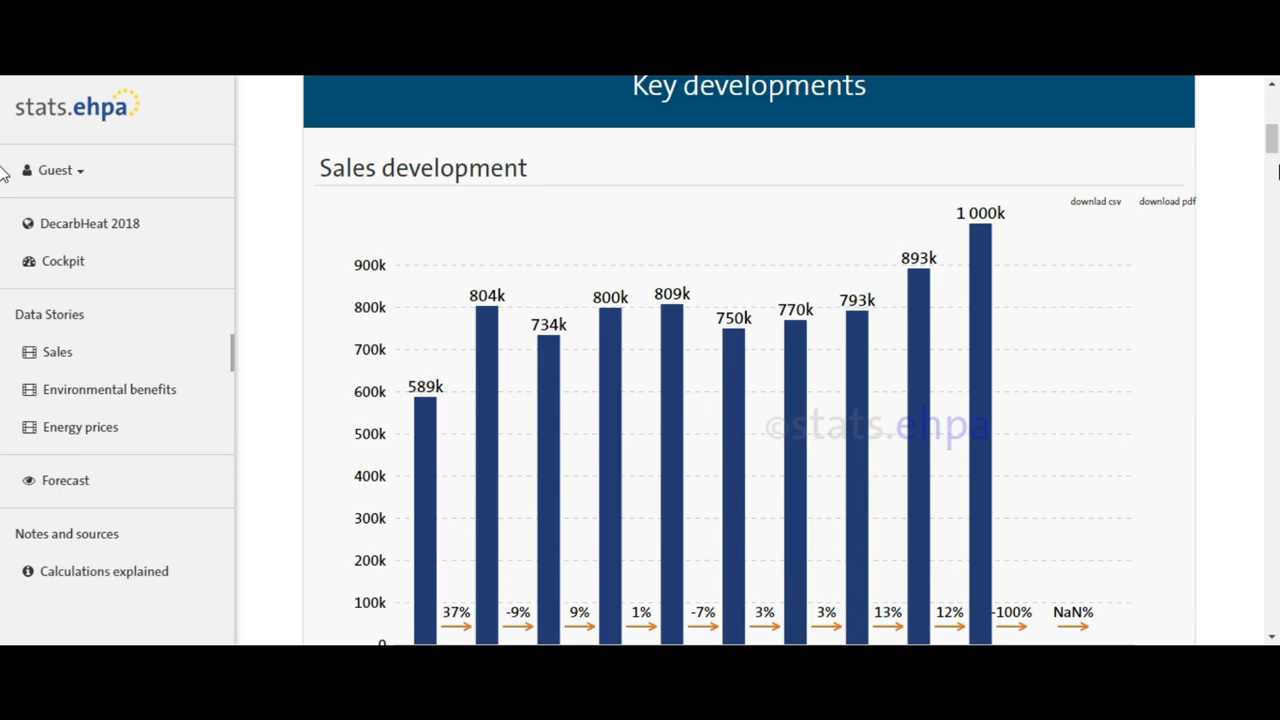 Key developments
stats.ehpa
Guest
DecarbHeat 2018
Cockpit
Data Stories
Sales
Environmental benefits
Energy prices
Forecast
Notes and sources
Calculations explained
Sales development
downlad csv download pdf
1 000k
900k
893k
800k
804k
800k
809k
793k
770k
750k
734k
700k
600k
589k
500k
©stats.ehpa
400k
300k
200k
100k
37% -9% 9% 1% -7% 3% 3% 13% 12% -100% NaN%
0